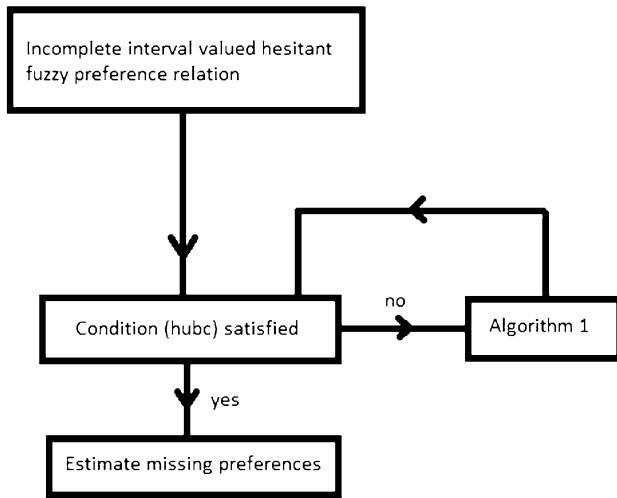 Incomplete interval valued hesitant
fuzzy preference relation
Condition (hubc) satisfied
no
Algorithm 1
yes
Estimate missing preferences